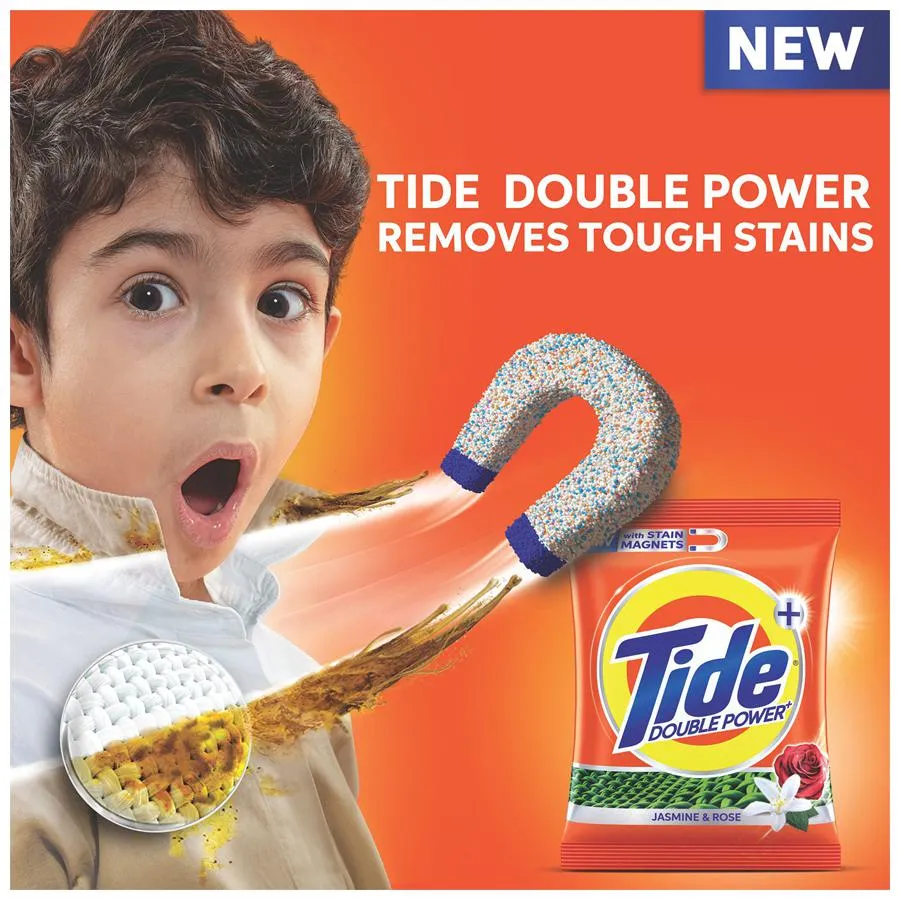 NEW
TIDE DOUBLE POWER
REMOVES TOUGH STAINS
with STAIN
MAGNETS
+
Tide
DOUBLE POWER+
JASMINE & ROSE